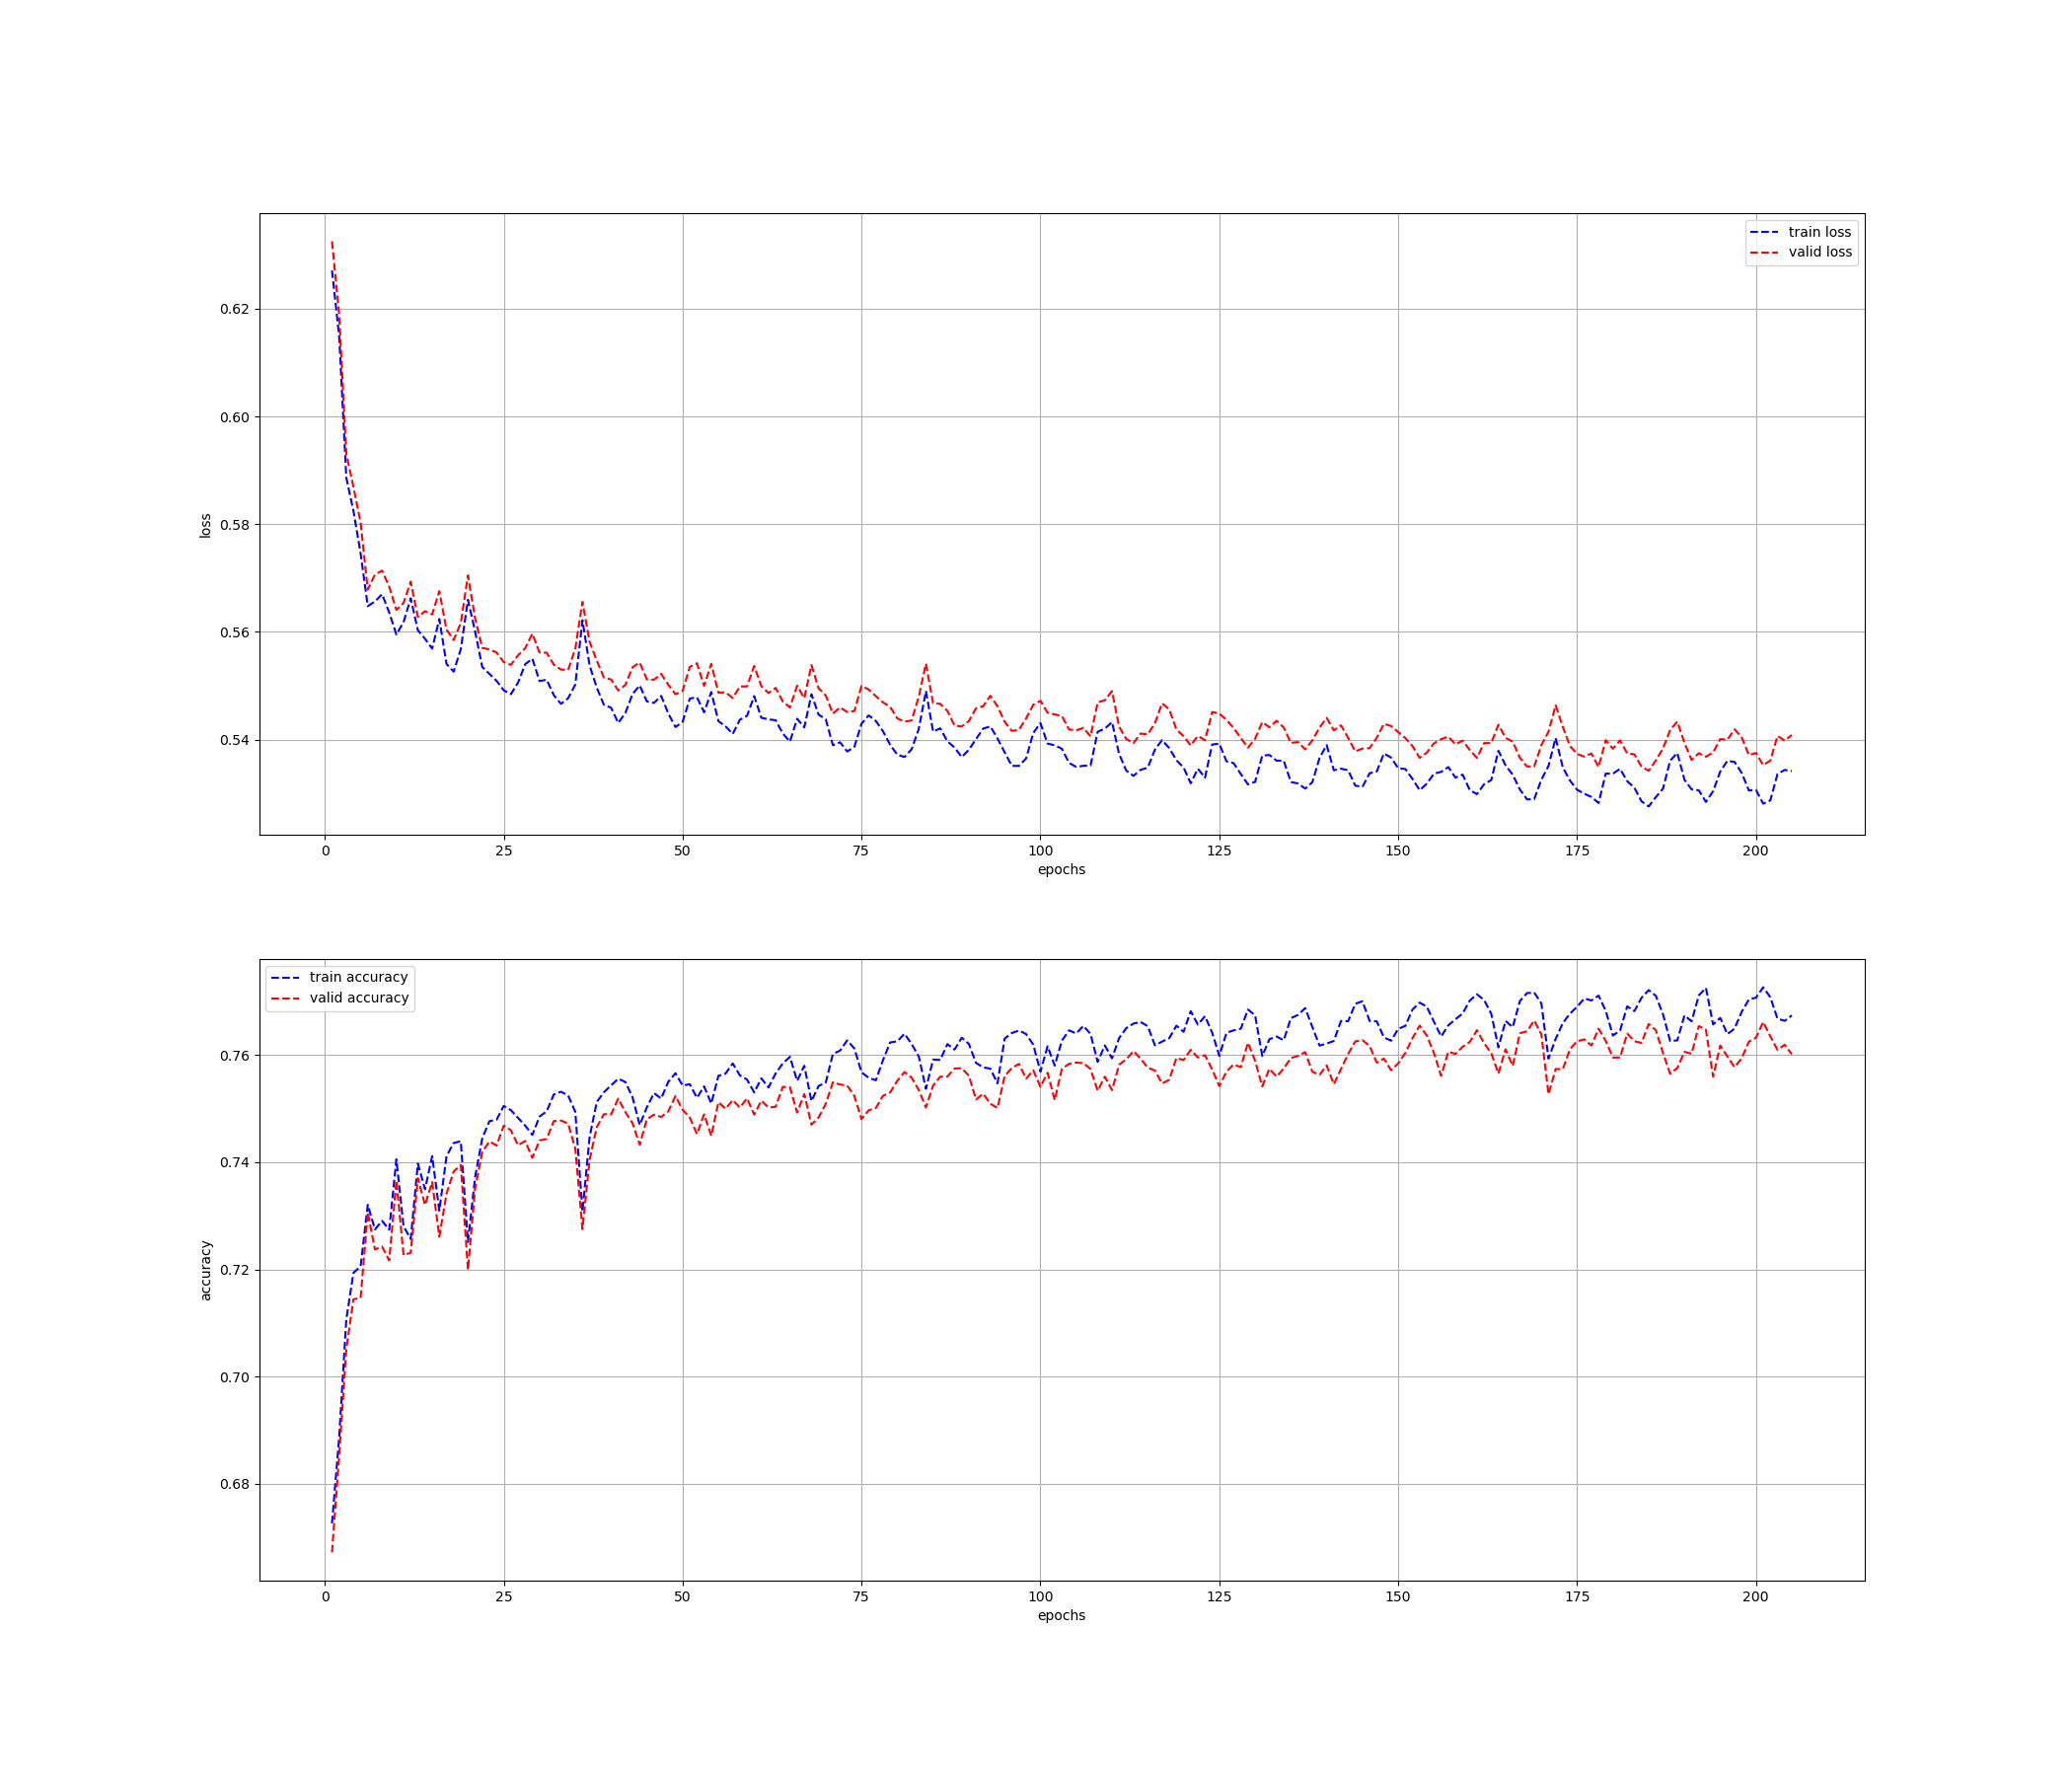 train loss
valid loss
0.62
0.60
0.58
0.56
0.54
loss
0 25 50 75 100 125 150 175 200
epochs
train accuracy
valid accuracy
0.76
0.74
0.72
0.70
0.68
accuracy
0 25 50 75 100 125 150 175 200
epochs